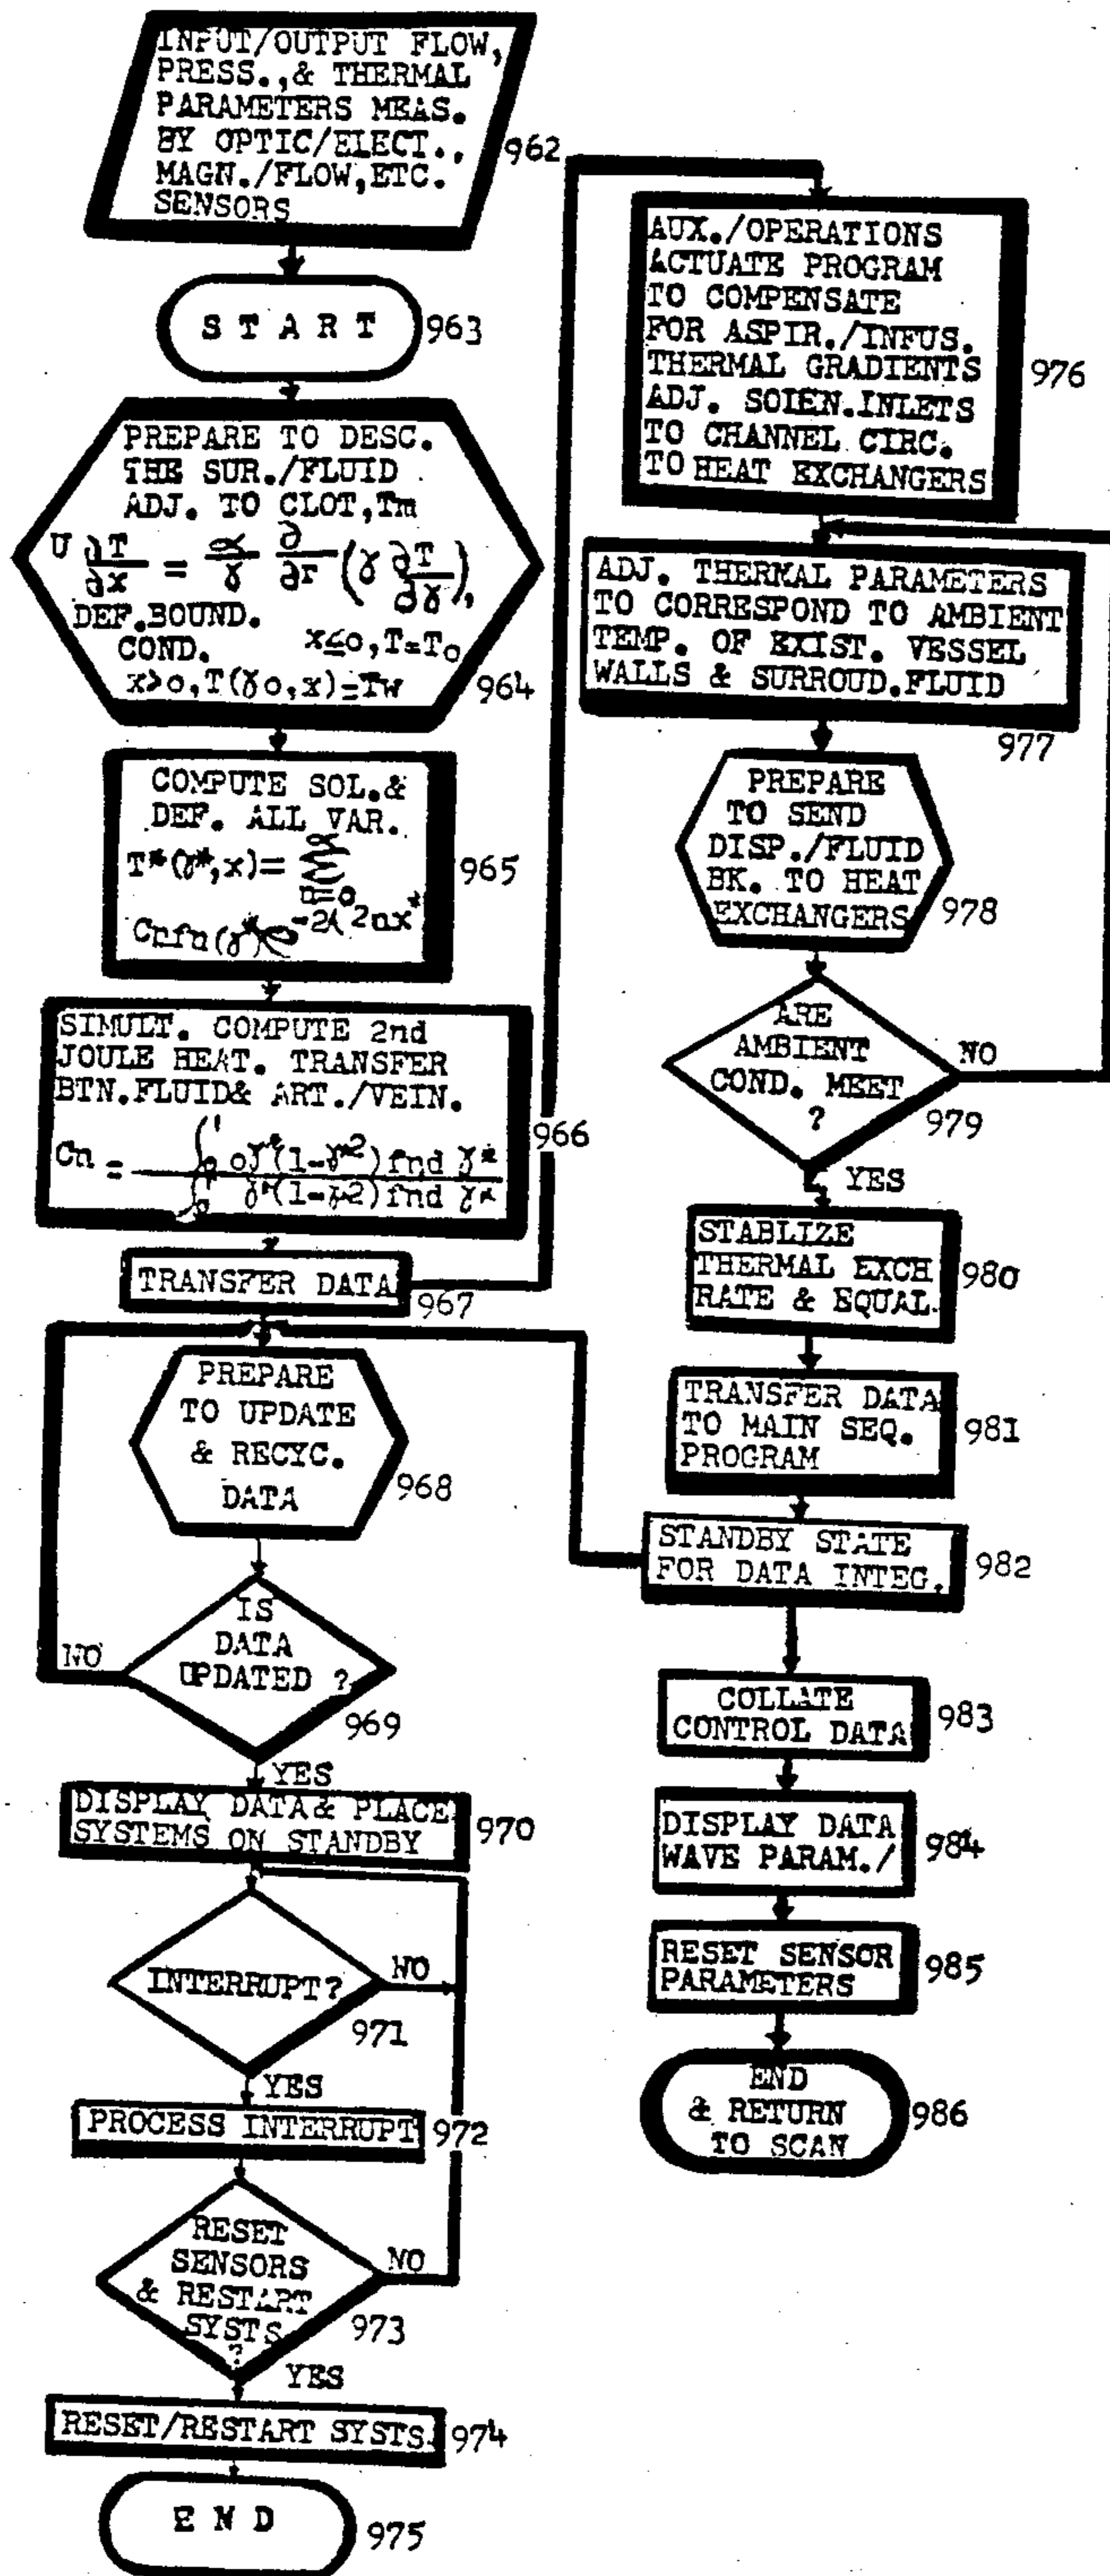 INPUT/OUTPUT FLOW,
PRESS.,& THERMAL
PARAMETERS MEAS.
BY OPTIC/ELECT.,
MAGN./FLOW,ETC.
SENSORS
962
START
963
PREPARE TO DESC.
THE SUR./FLUID
ADJ. TO CLOT,Tm
U ∂T/∂x = α/γ ∂/∂r (γ ∂T/∂γ),
DEF.BOUND.
COND. x≤0,T=T0
x>0,T(γ0,x)=Tw
964
COMPUTE SOL.&
DEF. ALL VAR.
T*(γ*,x)=
n=0
965
SIMULT. COMPUTE 2nd
JOULE HEAT. TRANSFER
BTN.FLUID& ART./VEIN.
966
Cn =
TRANSFER DATA
967
PREPARE
TO UPDATE
& RECYC.
DATA
968
IS
DATA
UPDATED ?
NO
969
YES
DISPLAY DATA& PLACE
SYSTEMS ON STANDBY
970
INTERRUPT?
NO
971
YES
PROCESS INTERRUPT
972
RESET
SENSORS
& RESTART
SYSTS
?
NO
973
YES
RESET/RESTART SYSTS.
974
END
975
AUX./OPERATIONS
ACTUATE PROGRAM
TO COMPENSATE
FOR ASPIR./INFUS.
THERMAL GRADIENTS
ADJ. SOIEN.INLETS
TO CHANNEL CIRC.
TO HEAT EXCHANGERS
976
ADJ. THERMAL PARAMETERS
TO CORRESPOND TO AMBIENT
TEMP. OF EXIST. VESSEL
WALLS & SURROUD.FLUID
977
PREPARE
TO SEND
DISP./FLUID
BK. TO HEAT
EXCHANGERS
978
ARE
AMBIENT
COND. MEET
?
NO
979
YES
STABLIZE
THERMAL EXCH
RATE & EQUAL.
980
TRANSFER DATA
TO MAIN SEQ.
PROGRAM
981
STANDBY STATE
FOR DATA INTEG.
982
COLLATE
CONTROL DATA
983
DISPLAY DATA
WAVE PARAM./
984
RESET SENSOR
PARAMETERS
985
END
& RETURN
TO SCAN
986